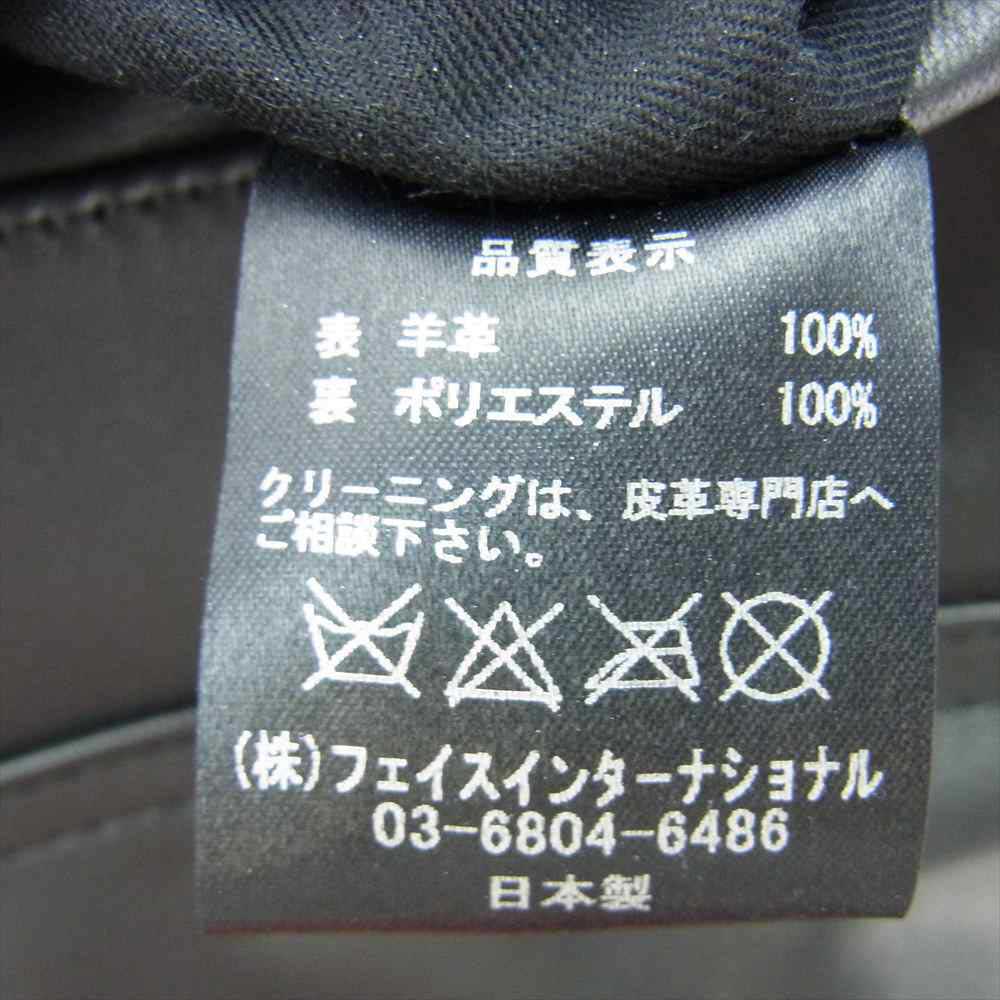 品質表示
表 羊革 100%
裏 ポリエステル 100%
クリーニングは、皮革専門店へ
ご相談下さい。
(株)フェイスインターナショナル
03-6804-6486
日本製